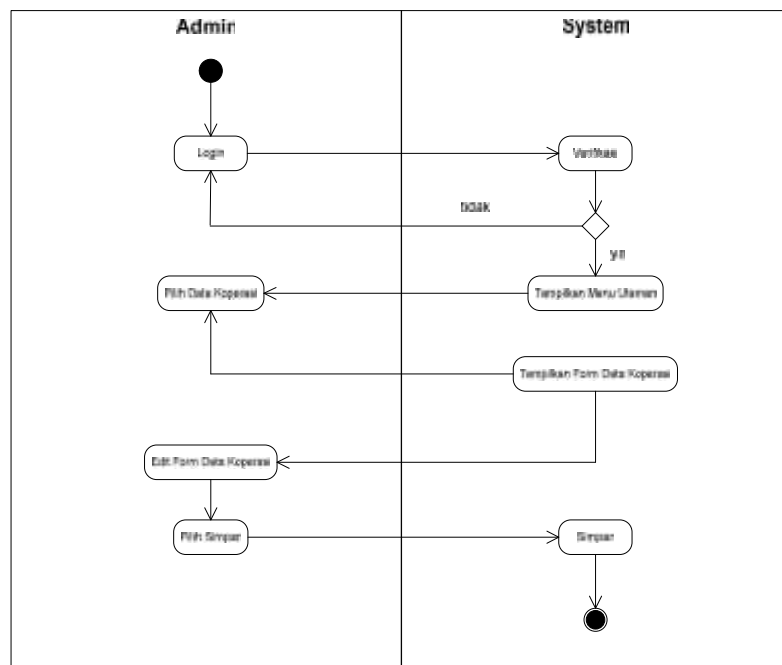 Admin
System
Login
Verifikasi
tidak
ya
Pilih Data Koperasi
Tampilkan Menu Utaman
Tampilkan Form Data Koperasi
Edit Form Data Koperasi
Pilih Simpan
Simpan